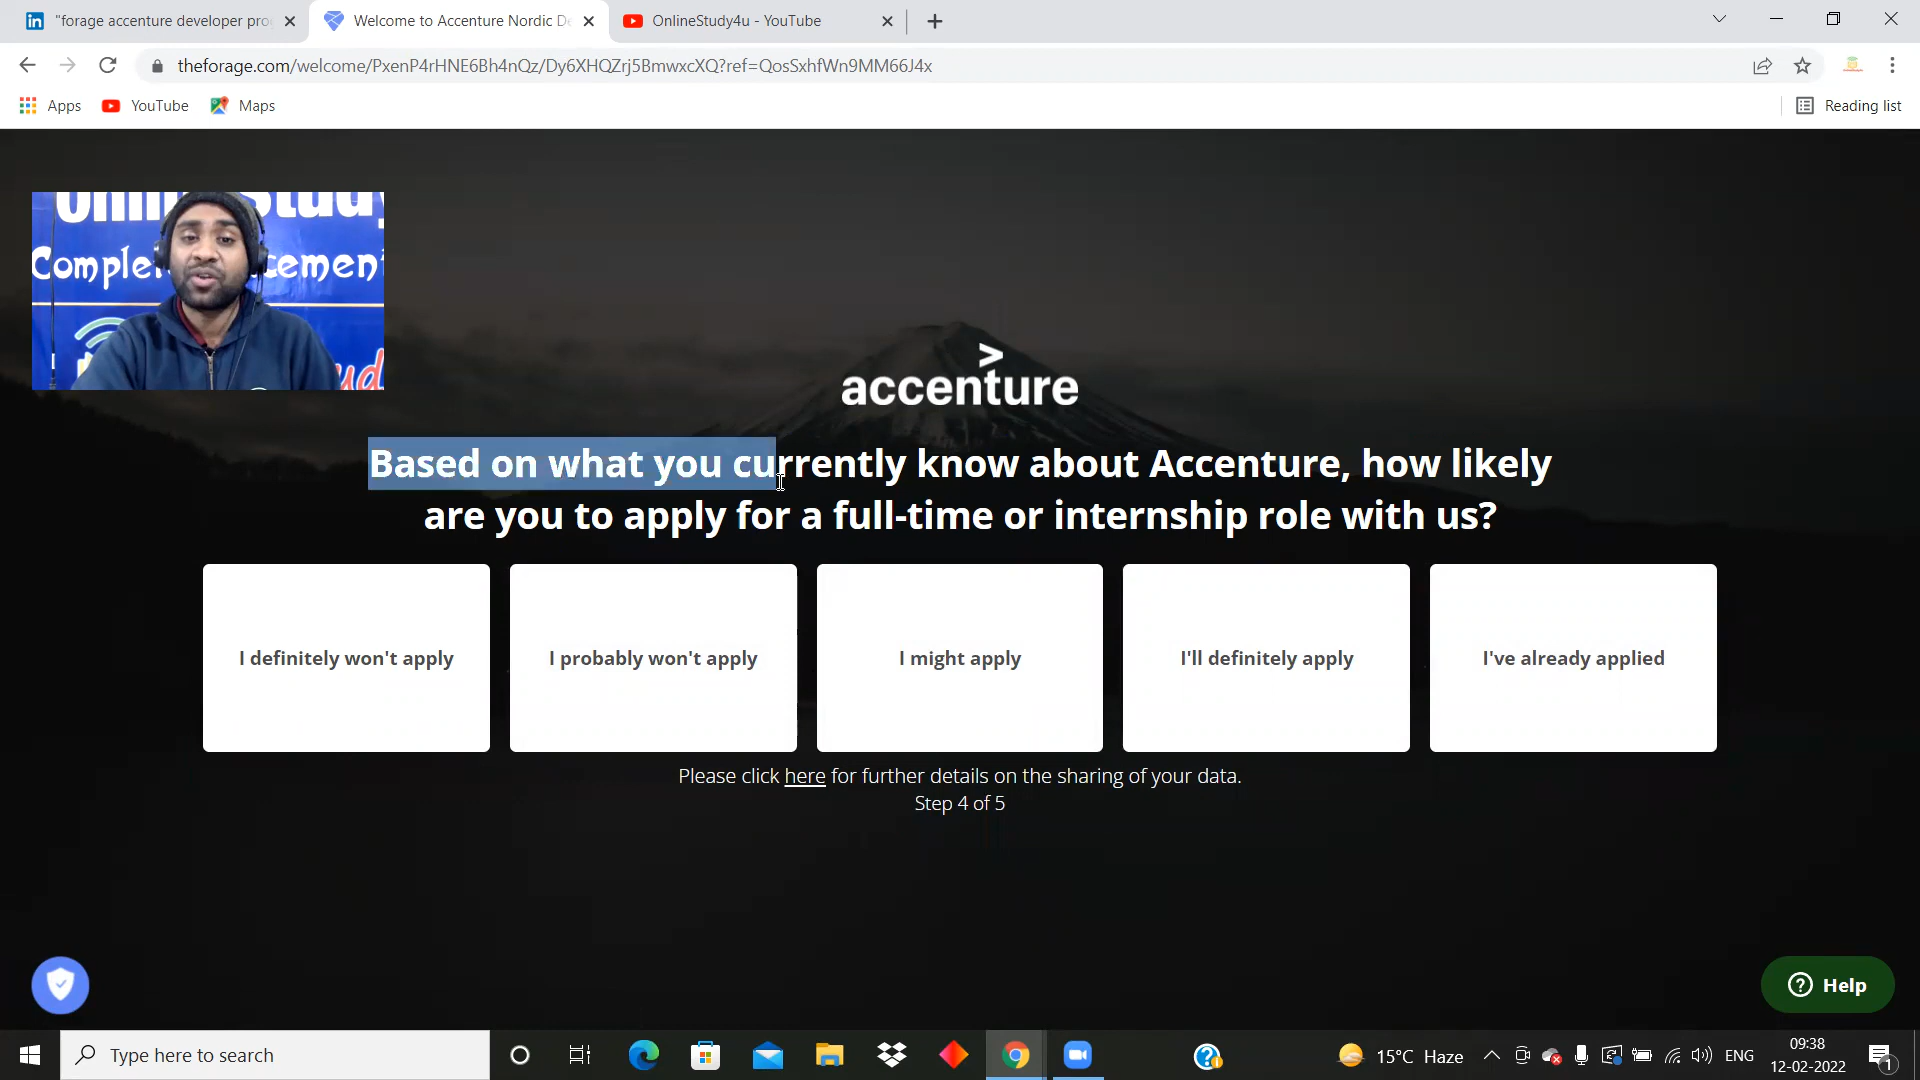 "forage accenture developer pro
Welcome to Accenture Nordic De
OnlineStudy4u - YouTube
theforage.com/welcome/PxenP4rHNE6Bh4nQz/Dy6XHQZrj5BmwxcXQ?ref=QosSxhfWn9MM66J4x
Apps
YouTube
Maps
Reading list
accenture
Based on what you currently know about Accenture, how likely
are you to apply for a full-time or internship role with us?
I definitely won't apply
I probably won't apply
I might apply
I'll definitely apply
I've already applied
Please click here for further details on the sharing of your data.
Step 4 of 5
Help
Type here to search
15°C Haze
ENG
09:38
12-02-2022
1